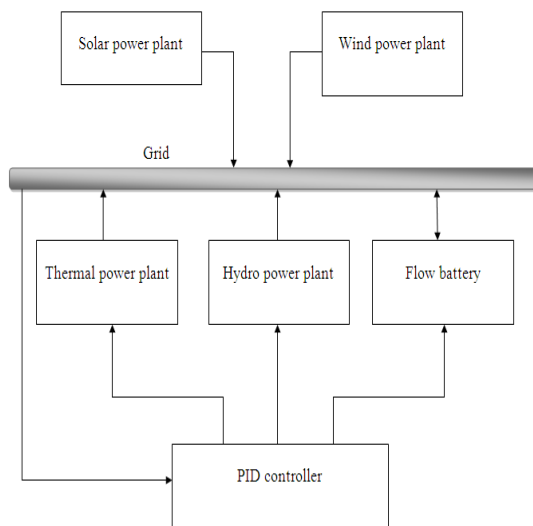 Solar power plant
Wind power plant
Grid
Thermal power plant
Hydro power plant
Flow battery
PID controller